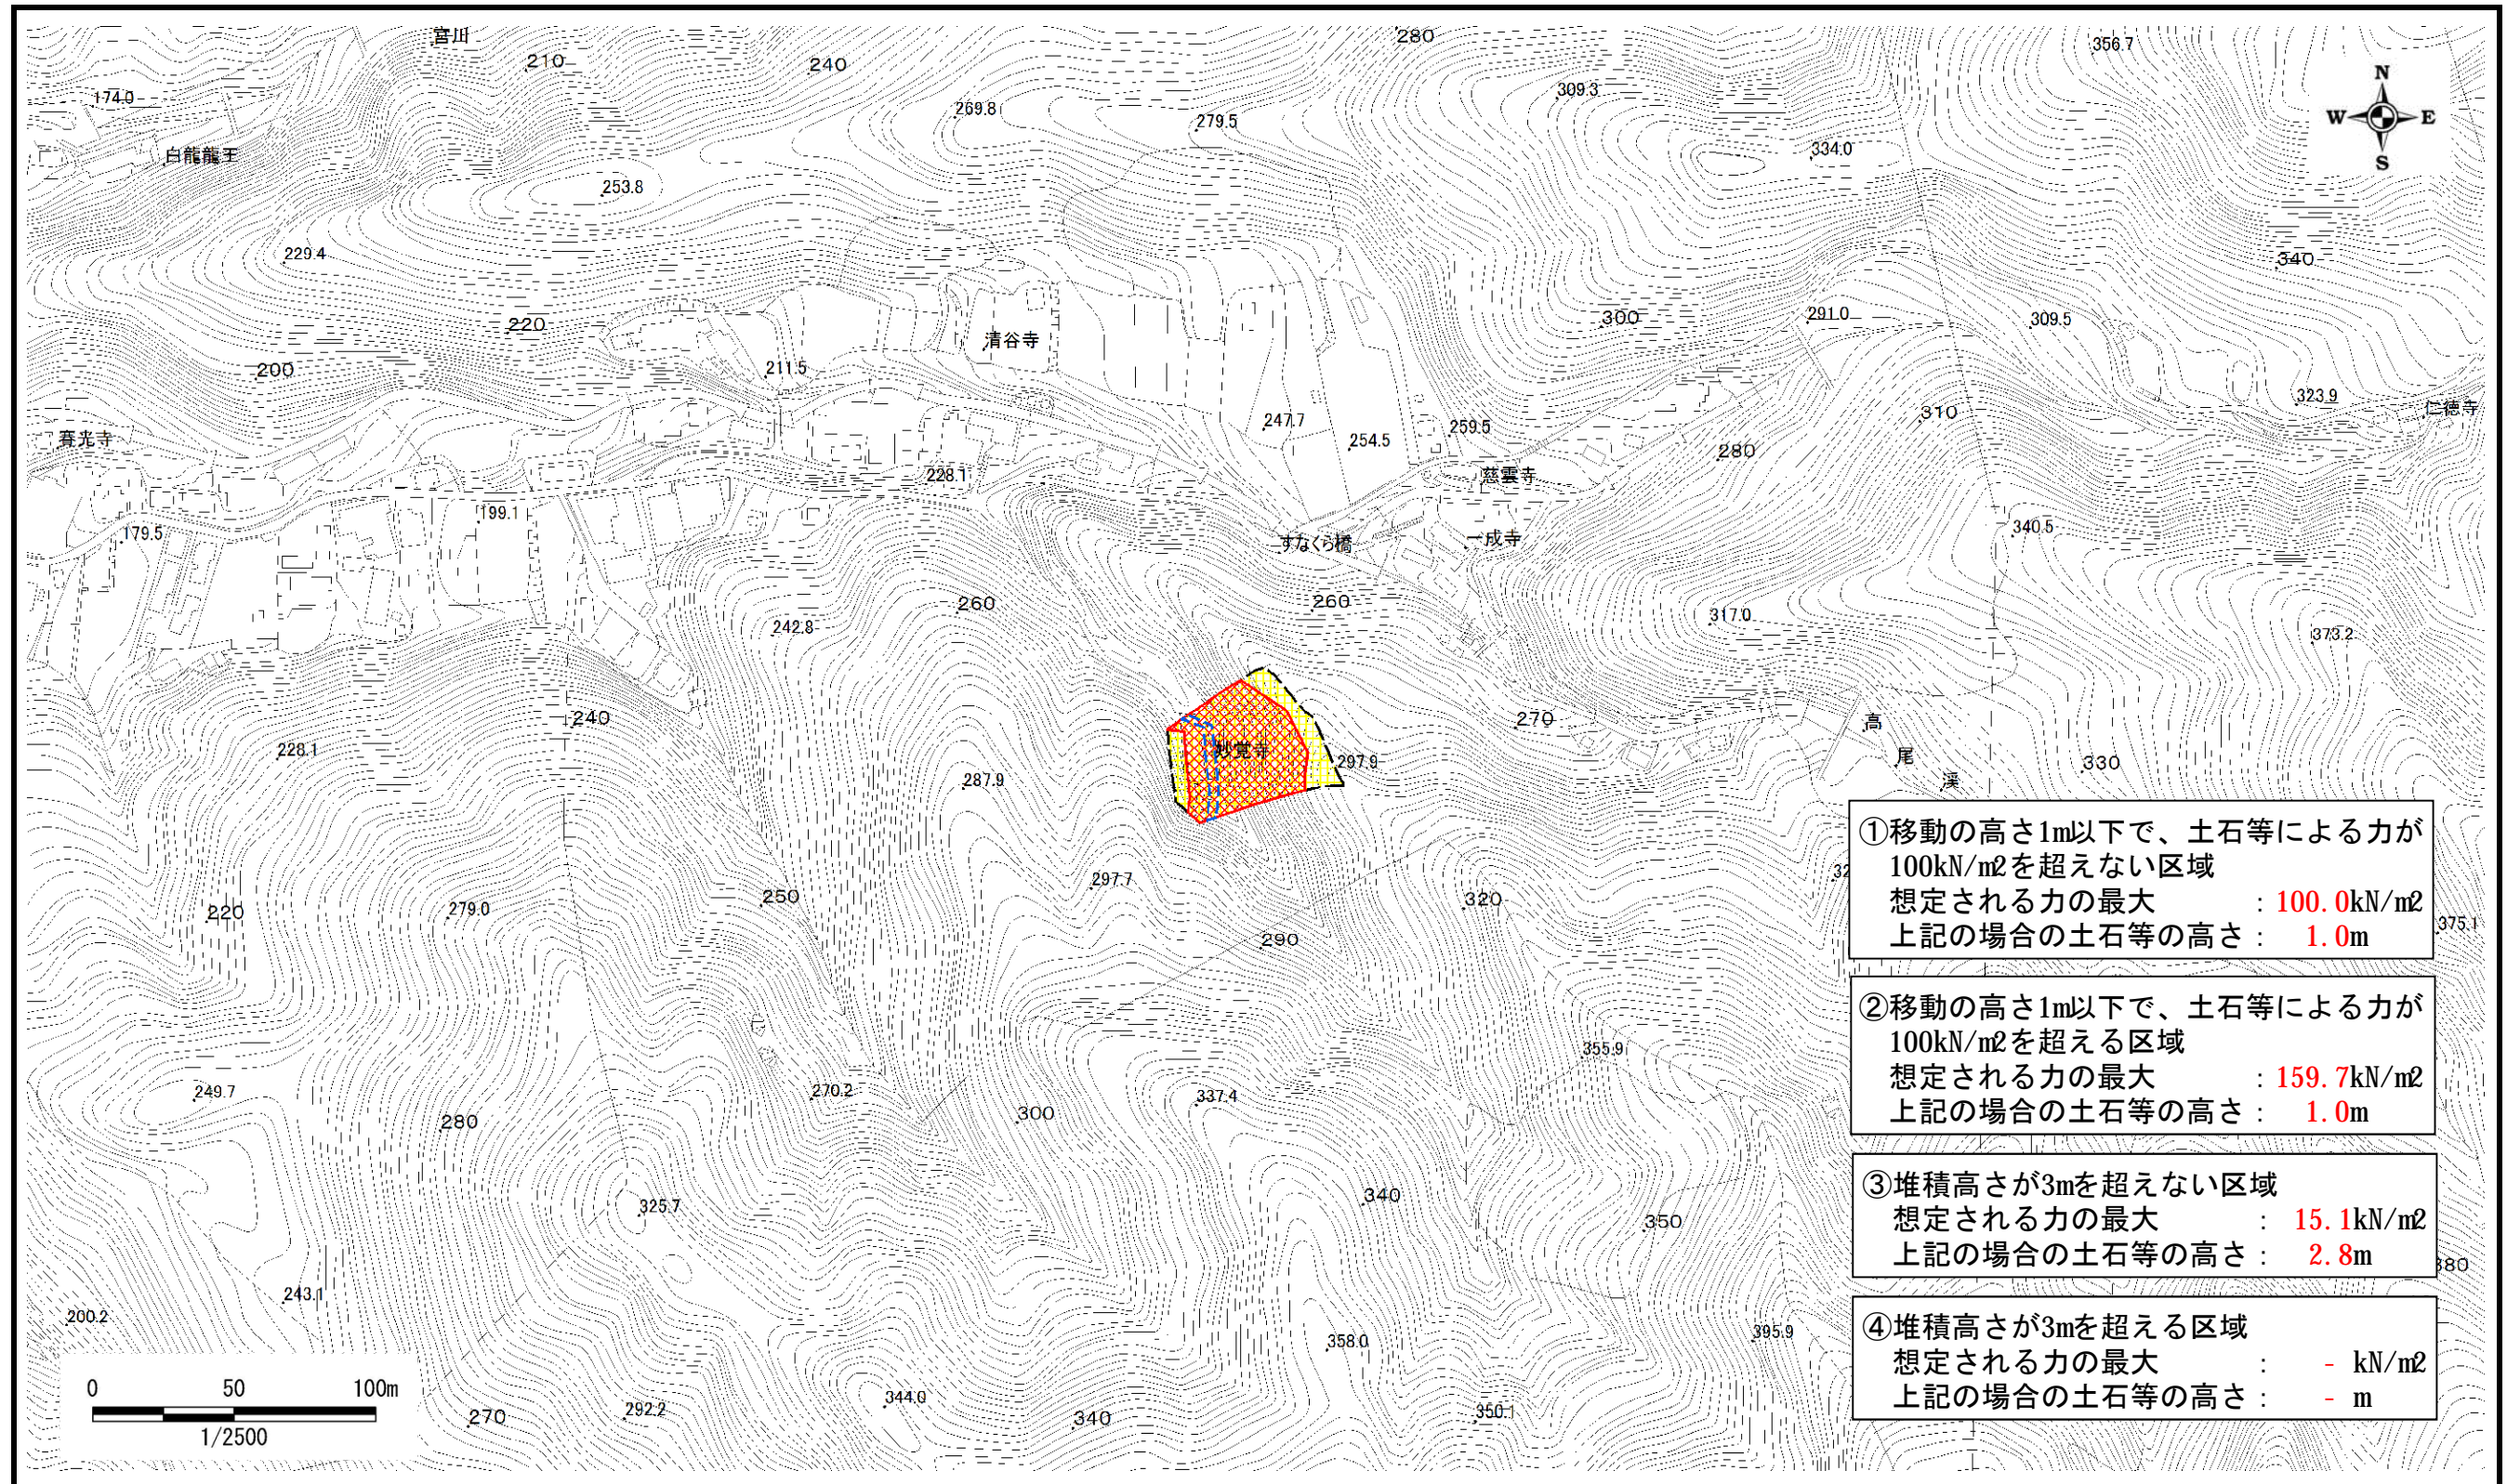 宮川
280
356.7
210
240
N
174.0
269.8
279.5
309.3
W
E
白龍龍王
334.0
S
253.8
229.4
340
220
清谷寺
300
291.0
309.5
200
211.5
323.9
仁徳寺
310
247.7
254.5
259.5
280
228.1
慈雲寺
199.1
179.5
すなくら橋
一成寺
340.5
260
260
242.8
317.0
373.2
240
270
高
尾
渓
228.1
妙覚寺
297.9
330
287.9
①移動の高さ1m以下で、土石等による力が
100kN/m2を超えない区域
想定される力の最大 : 100.0kN/m2
上記の場合の土石等の高さ : 1.0m
297.7
250
320
220
279.0
375.1
290
②移動の高さ1m以下で、土石等による力が
100kN/m2を超える区域
想定される力の最大 : 159.7kN/m2
上記の場合の土石等の高さ : 1.0m
355.9
249.7
270.2
337.4
280
300
③堆積高さが3mを超えない区域
想定される力の最大 : 15.1kN/m2
上記の場合の土石等の高さ : 2.8m
340
325.7
350
243.1
200.2
④堆積高さが3mを超える区域
想定される力の最大 : - kN/m2
上記の場合の土石等の高さ : - m
358.0
395.9
0 50 100m
1/2500
270
292.2
344.0
340
350.1